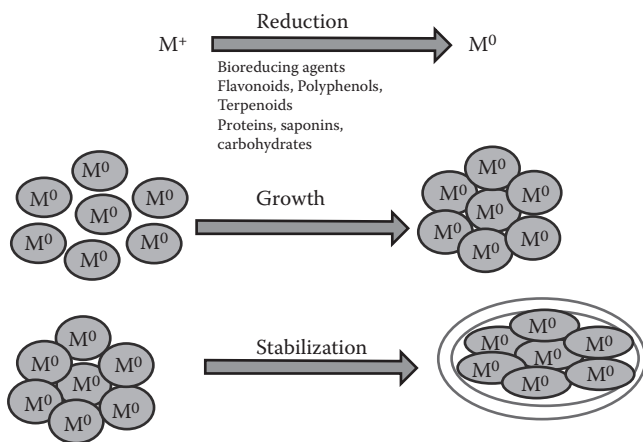 Reduction
M⁺
M⁰
Bioreducing agents
Flavonoids, Polyphenols,
Terpenoids
Proteins, saponins,
carbohydrates
M⁰
M⁰
M⁰
M⁰
M⁰
M⁰
M⁰
Growth
M⁰
M⁰
M⁰
M⁰
M⁰
M⁰
M⁰
M⁰
M⁰
M⁰
M⁰
M⁰
M⁰
M⁰
Stabilization
M⁰
M⁰
M⁰
M⁰
M⁰
M⁰
M⁰